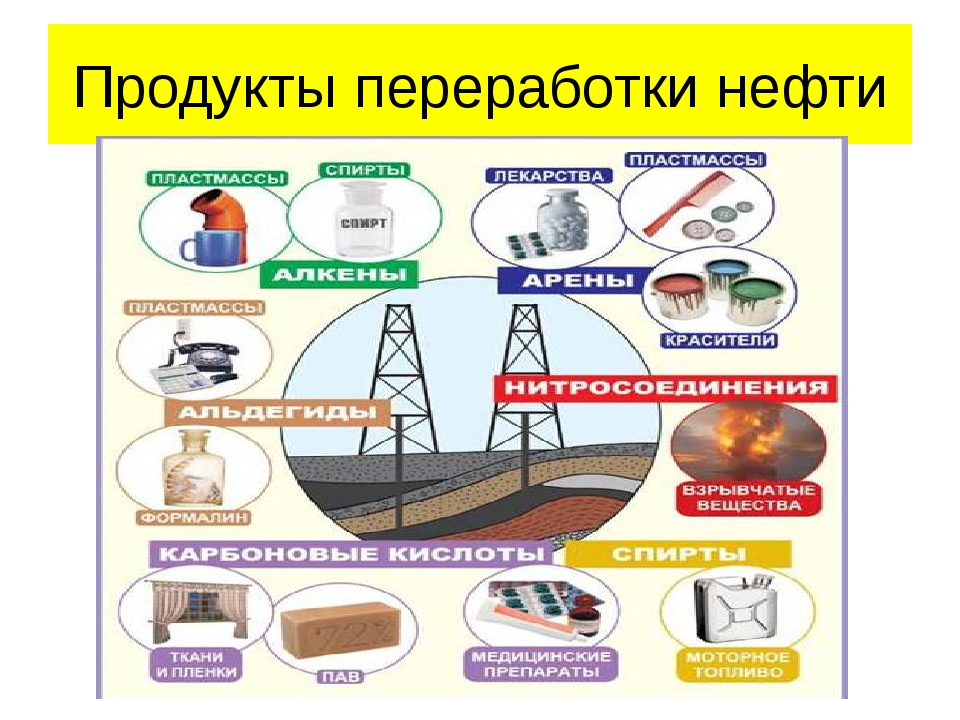 Продукты переработки нефти
ПЛАСТМАССЫ
СПИРТЫ
СПИРТ
АЛКЕНЫ
ЛЕКАРСТВА
ПЛАСТМАССЫ
АРЕНЫ
КРАСИТЕЛИ
ПЛАСТМАССЫ
АЛЬДЕГИДЫ
ФОРМАЛИН
НИТРОСОЕДИНЕНИЯ
ВЗРЫВЧАТЫЕ
ВЕЩЕСТВА
КАРБОНОВЫЕ КИСЛОТЫ
СПИРТЫ
ТКАНИ
И ПЛЕНКИ
72%
ПАВ
МЕДИЦИНСКИЕ
ПРЕПАРАТЫ
МОТОРНОЕ
ТОПЛИВО